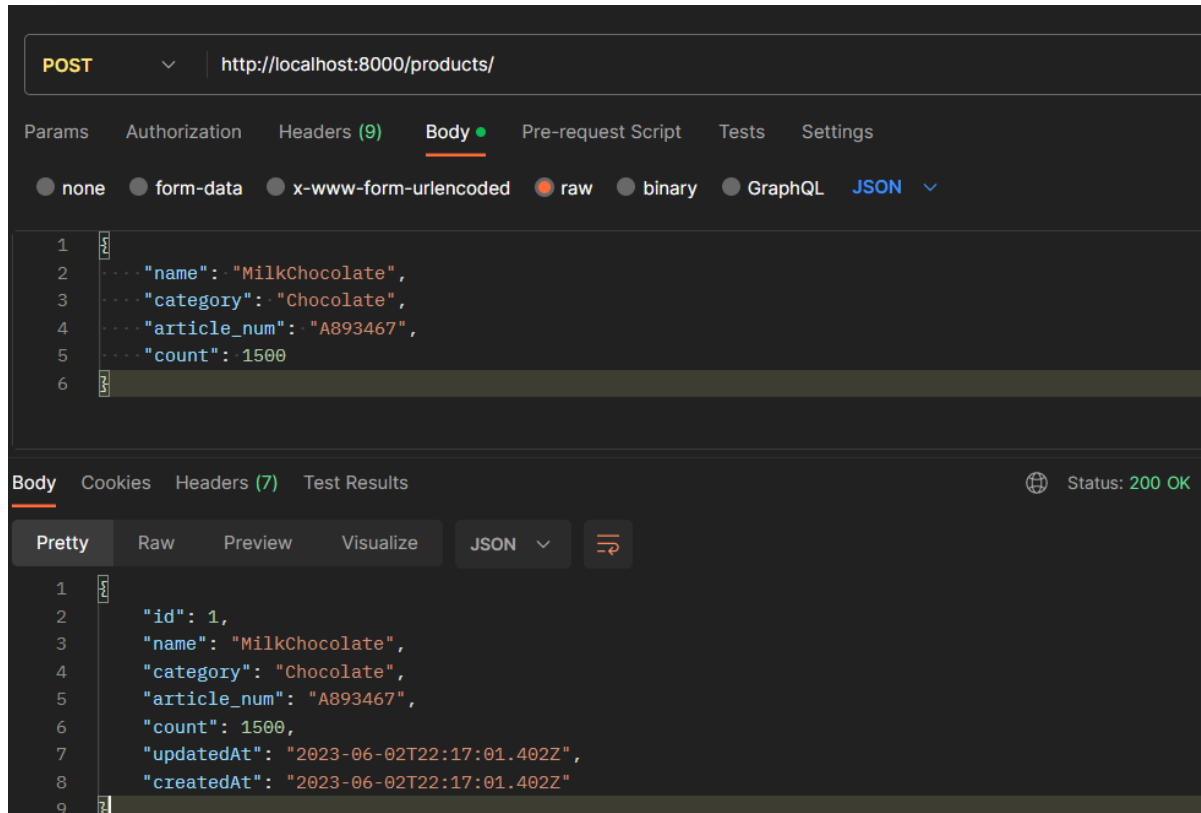 POST http://localhost:8000/products/
Params Authorization Headers (9) Body Pre-request Script Tests Settings
none form-data x-www-form-urlencoded raw binary GraphQL JSON
1 {
2 ····"name":·"MilkChocolate",
3 ····"category":·"Chocolate",
4 ····"article_num":·"A893467",
5 ····"count":·1500
6 }
Body Cookies Headers (7) Test Results Status: 200 OK
Pretty Raw Preview Visualize JSON
1 {
2     "id": 1,
3     "name": "MilkChocolate",
4     "category": "Chocolate",
5     "article_num": "A893467",
6     "count": 1500,
7     "updatedAt": "2023-06-02T22:17:01.402Z",
8     "createdAt": "2023-06-02T22:17:01.402Z"
9 }